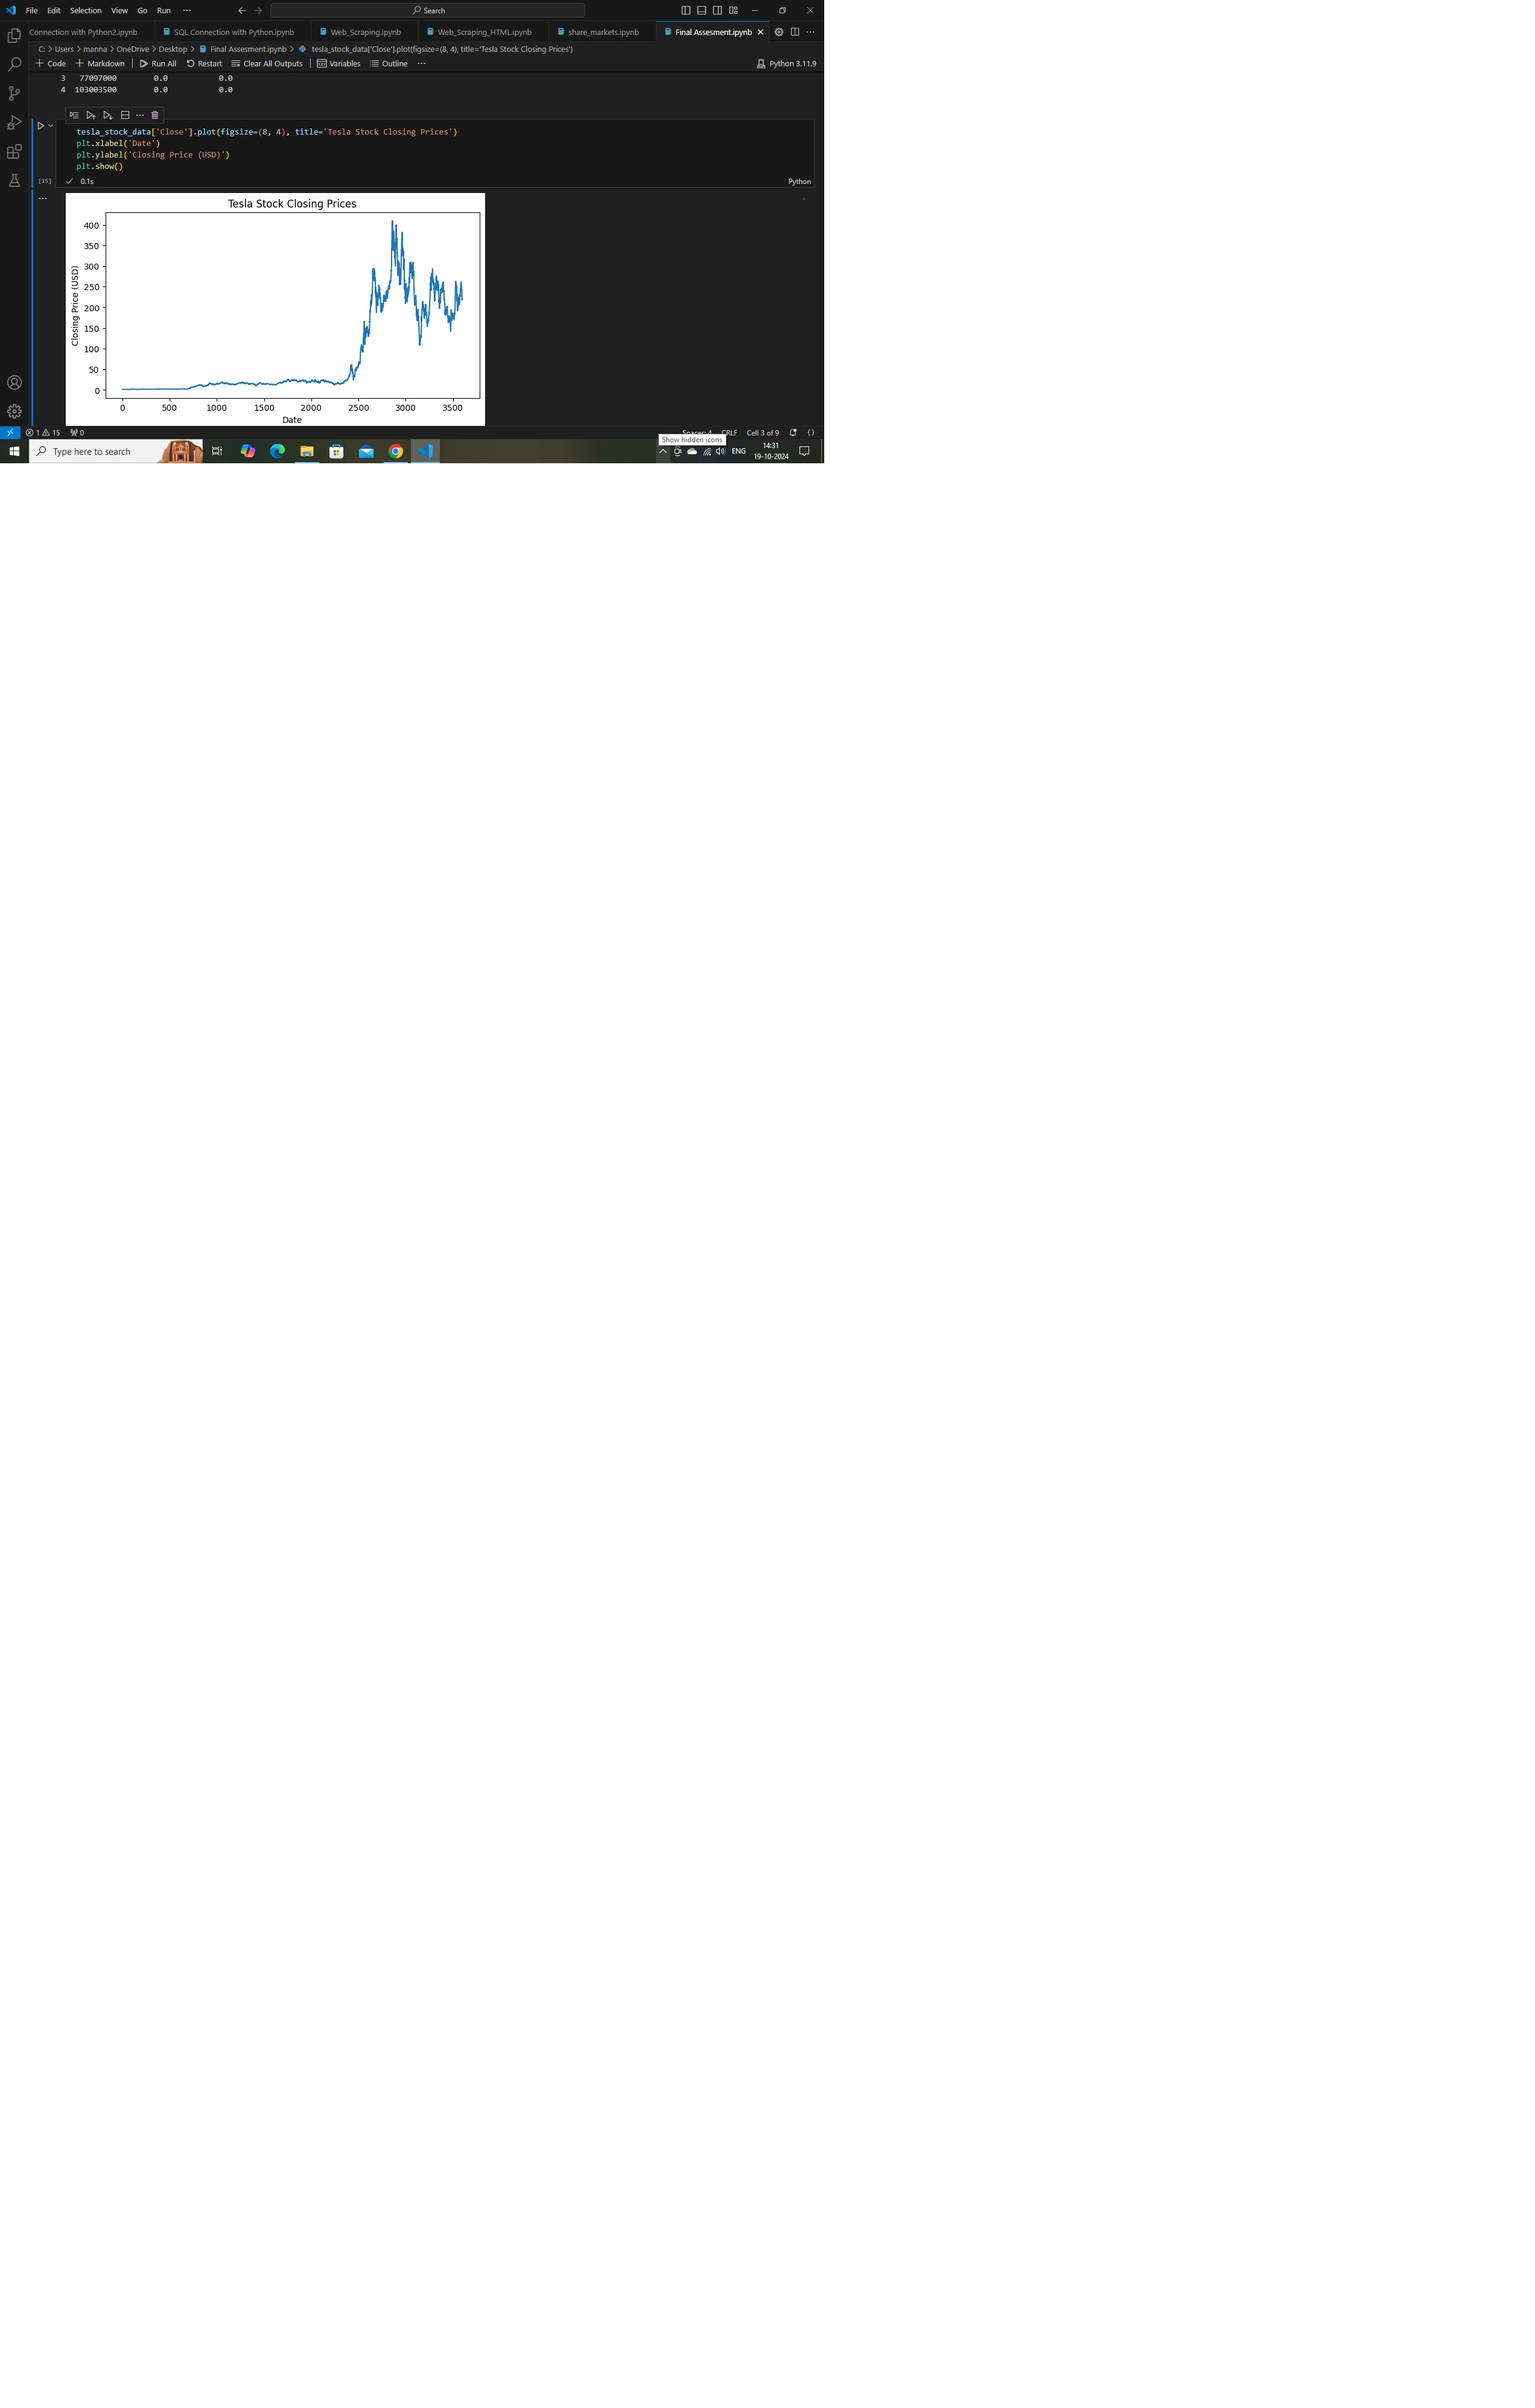 File Edit Selection View Go Run ··· Search
Connection with Python2.ipynb SQL Connection with Python.ipynb Web_Scraping.ipynb Web_Scraping_HTML.ipynb share_markets.ipynb Final Assesment.ipynb
C: > Users > manna > OneDrive > Desktop > Final Assesment.ipynb > tesla_stock_data['Close'].plot(figsize=(8, 4), title='Tesla Stock Closing Prices')
+ Code + Markdown | Run All Restart Clear All Outputs | Variables Outline ··· Python 3.11.9
3 77097000 0.0 0.0
4 103003500 0.0 0.0
tesla_stock_data['Close'].plot(figsize=(8, 4), title='Tesla Stock Closing Prices')
plt.xlabel('Date')
plt.ylabel('Closing Price (USD)')
plt.show()
[15] ✓ 0.1s Python
Tesla Stock Closing Prices
Closing Price (USD)
400
350
300
250
200
150
100
50
0
0 500 1000 1500 2000 2500 3000 3500
Date
1 15 0 Spaces: 4 CRLF Cell 3 of 9
Show hidden icons
Type here to search ENG 14:31
19-10-2024